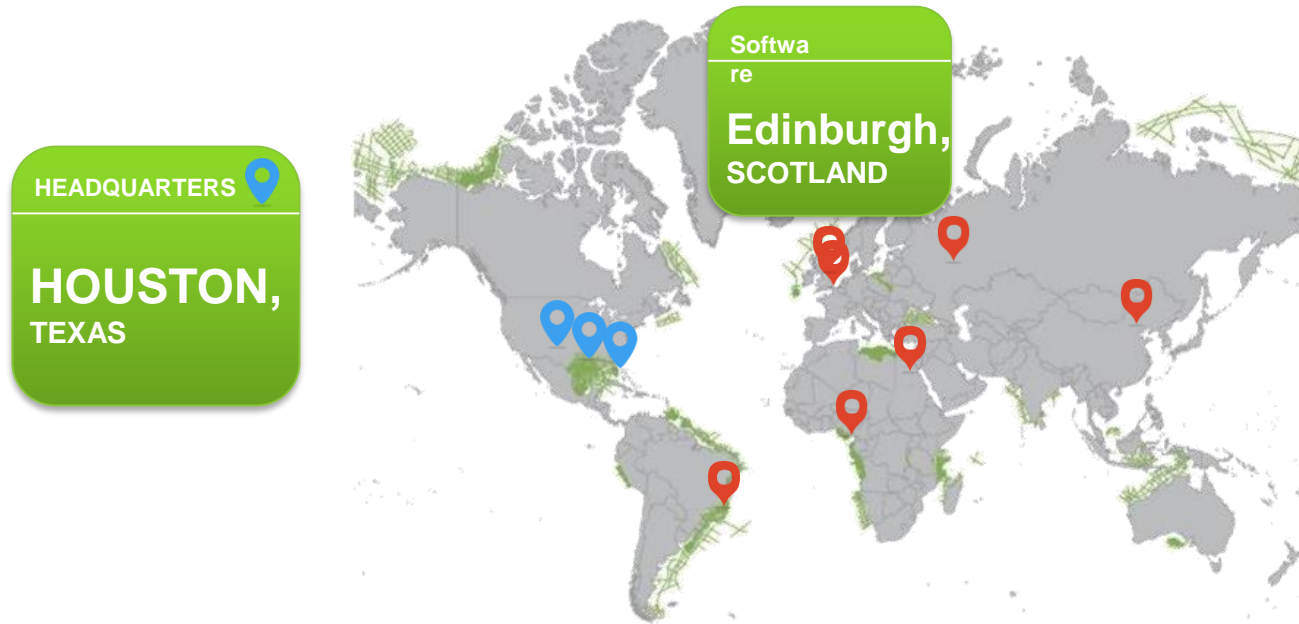 HEADQUARTERS
HOUSTON,
TEXAS
Softwa
re
Edinburgh,
SCOTLAND